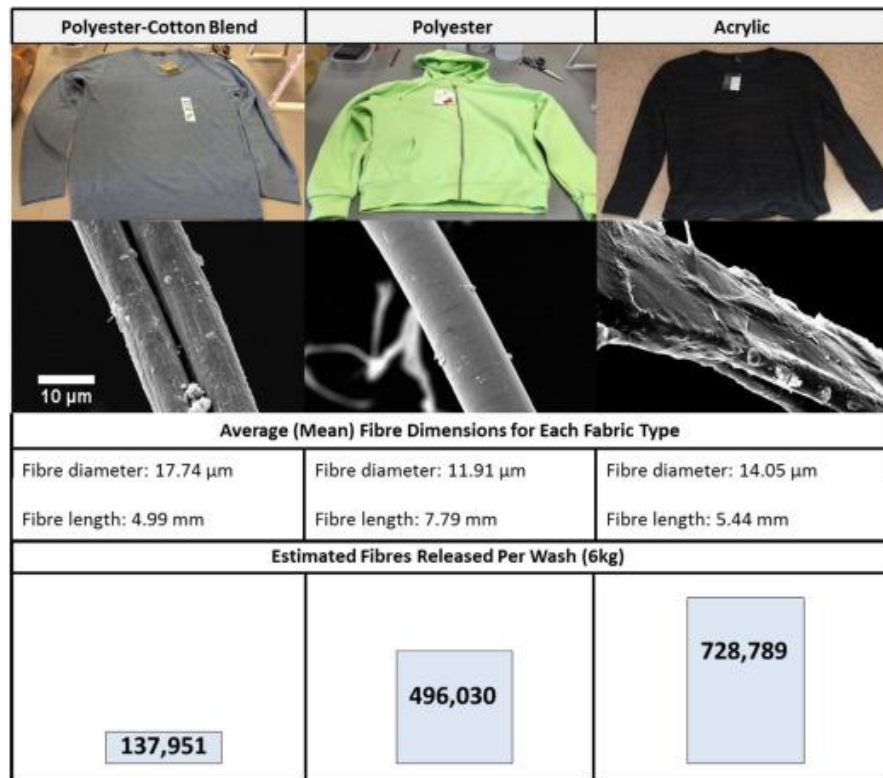 Polyester-Cotton Blend
Polyester
Acrylic
10 µm
Average (Mean) Fibre Dimensions for Each Fabric Type
Fibre diameter: 17.74 µm
Fibre length: 4.99 mm
Fibre diameter: 11.91 µm
Fibre length: 7.79 mm
Fibre diameter: 14.05 µm
Fibre length: 5.44 mm
Estimated Fibres Released Per Wash (6kg)
137,951
496,030
728,789